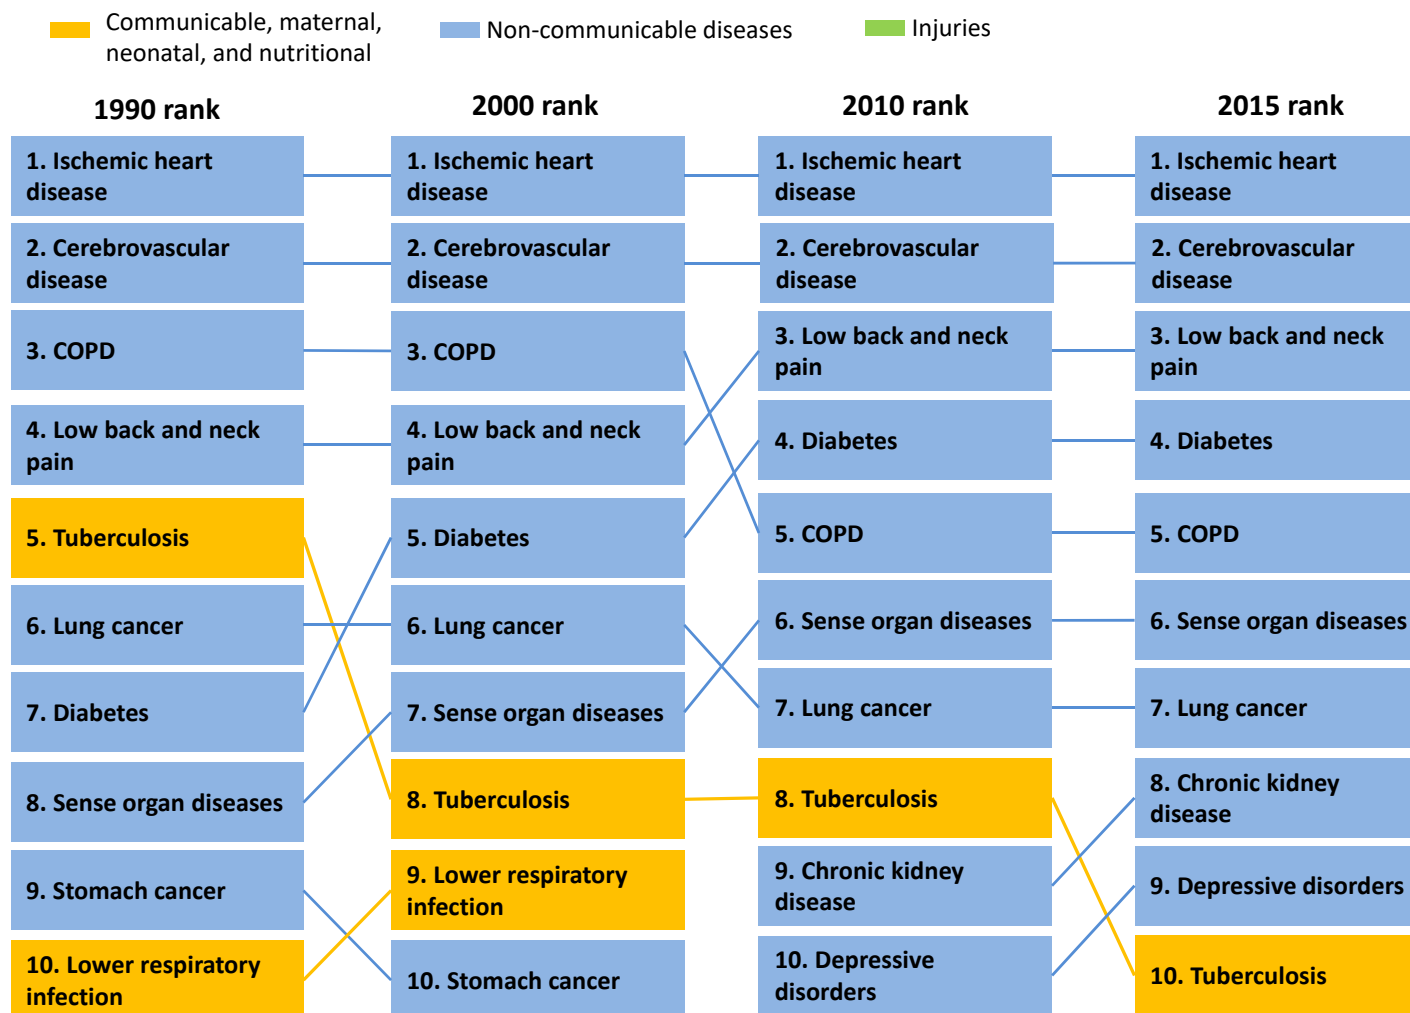 Communicable, maternal,
neonatal, and nutritional
Non-communicable diseases
Injuries
1990 rank
2000 rank
2010 rank
2015 rank
1. Ischemic heart
disease
2. Cerebrovascular
disease
3. COPD
4. Low back and neck
pain
5. Tuberculosis
6. Lung cancer
7. Diabetes
8. Sense organ diseases
9. Stomach cancer
10. Lower respiratory
infection
1. Ischemic heart
disease
2. Cerebrovascular
disease
3. COPD
4. Low back and neck
pain
5. Diabetes
6. Lung cancer
7. Sense organ diseases
8. Tuberculosis
9. Lower respiratory
infection
10. Stomach cancer
1. Ischemic heart
disease
2. Cerebrovascular
disease
3. Low back and neck
pain
4. Diabetes
5. COPD
6. Sense organ diseases
7. Lung cancer
8. Tuberculosis
9. Chronic kidney
disease
10. Depressive
disorders
1. Ischemic heart
disease
2. Cerebrovascular
disease
3. Low back and neck
pain
4. Diabetes
5. COPD
6. Sense organ diseases
7. Lung cancer
8. Chronic kidney
disease
9. Depressive disorders
10. Tuberculosis